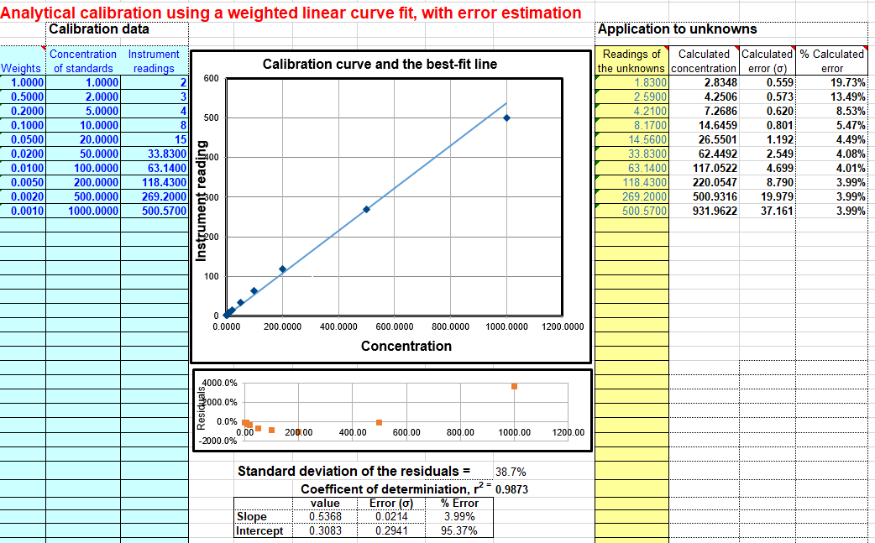 Analytical calibration using a weighted linear curve fit, with error estimation
Calibration data
Application to unknowns
Concentration Instrument
Weights of standards readings
1.0000 1.0000 2
0.5000 2.0000 3
0.2000 5.0000 4
0.1000 10.0000 8
0.0500 20.0000 15
0.0200 50.0000 33.8300
0.0100 100.0000 63.1400
0.0050 200.0000 118.4300
0.0020 500.0000 269.2000
0.0010 1000.0000 500.5700
Calibration curve and the best-fit line
Instrument reading
600
500
400
300
200
100
0
0.0000 200.0000 400.0000 600.0000 800.0000 1000.0000 1200.0000
Concentration
Readings of Calculated Calculated % Calculated
the unknowns concentration error (σ) error
1.8300 2.8348 0.559 19.73%
2.5900 4.2506 0.573 13.49%
4.2100 7.2686 0.620 8.53%
8.1700 14.6459 0.801 5.47%
14.5600 26.5501 1.192 4.49%
33.8300 62.4492 2.549 4.08%
63.1400 117.0522 4.699 4.01%
118.4300 220.0547 8.790 3.99%
269.2000 500.9316 19.979 3.99%
500.5700 931.9622 37.161 3.99%
Residuals
4000.0%
2000.0%
0.0%
-2000.0%
0.00 200.00 400.00 600.00 800.00 1000.00 1200.00
Standard deviation of the residuals = 38.7%
Coefficent of determiniation, r² = 0.9873
value Error (σ) % Error
Slope 0.5368 0.0214 3.99%
Intercept 0.3083 0.2941 95.37%